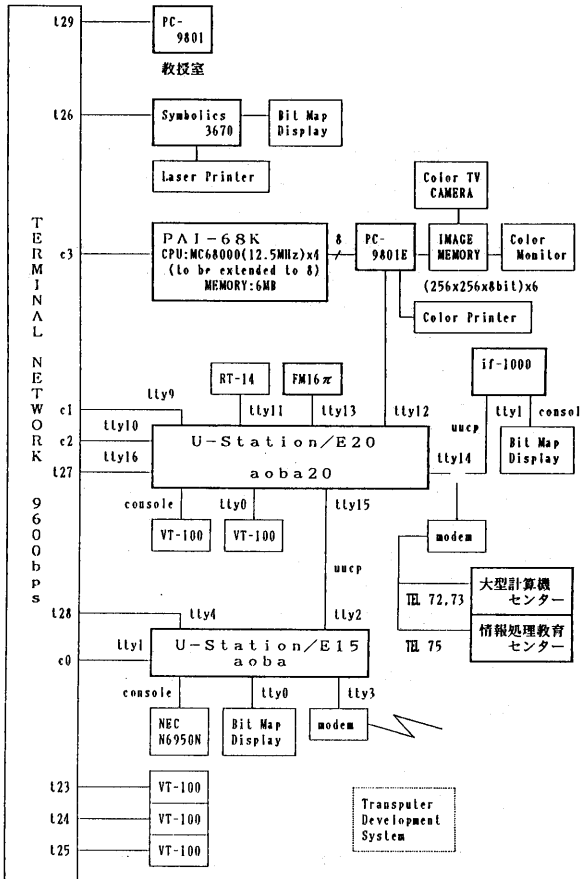 t29
PC-
9801
教授室
t26
Symbolics
3670
Bit Map
Display
Laser Printer
Color TV
CAMERA
TERMINAL NETWORK 9600bps
c3
PAI-68K
CPU:MC68000(12.5MHz)x4
(to be extended to 8)
MEMORY:6MB
8
PC-
9801E
IMAGE
MEMORY
Color
Monitor
(256x256x8bit)x6
Color Printer
RT-14
FM16π
if-1000
tty9
tty11
tty13
tty12
uucp
tty1
consol
c1
tty10
c2
tty16
t27
U-Station/E20
aoba20
tty14
Bit Map
Display
console
tty0
tty15
VT-100
VT-100
modem
uucp
TEL 72,73
大型計算機
センター
TEL 75
情報処理教育
センター
t28
tty4
tty2
tty1
c0
U-Station/E15
aoba
console
tty0
tty3
NEC
N6950N
Bit Map
Display
modem
t23
VT-100
t24
VT-100
t25
VT-100
Transputer
Development
System